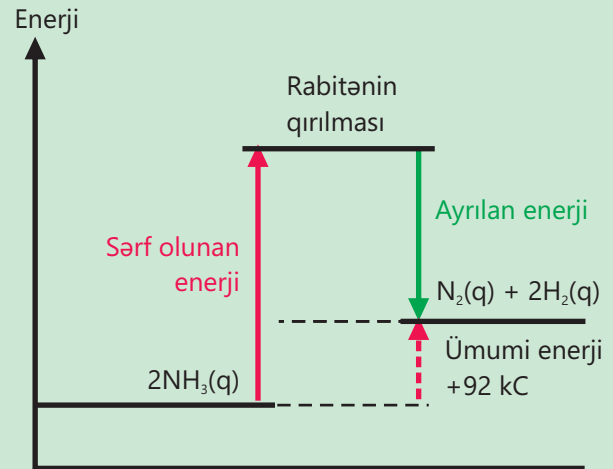 Enerji
Rabitənin
qırılması
Sərf olunan
enerji
Ayrılan enerji
N₂(q) + 2H₂(q)
Ümumi enerji
+92 kC
2NH₃(q)